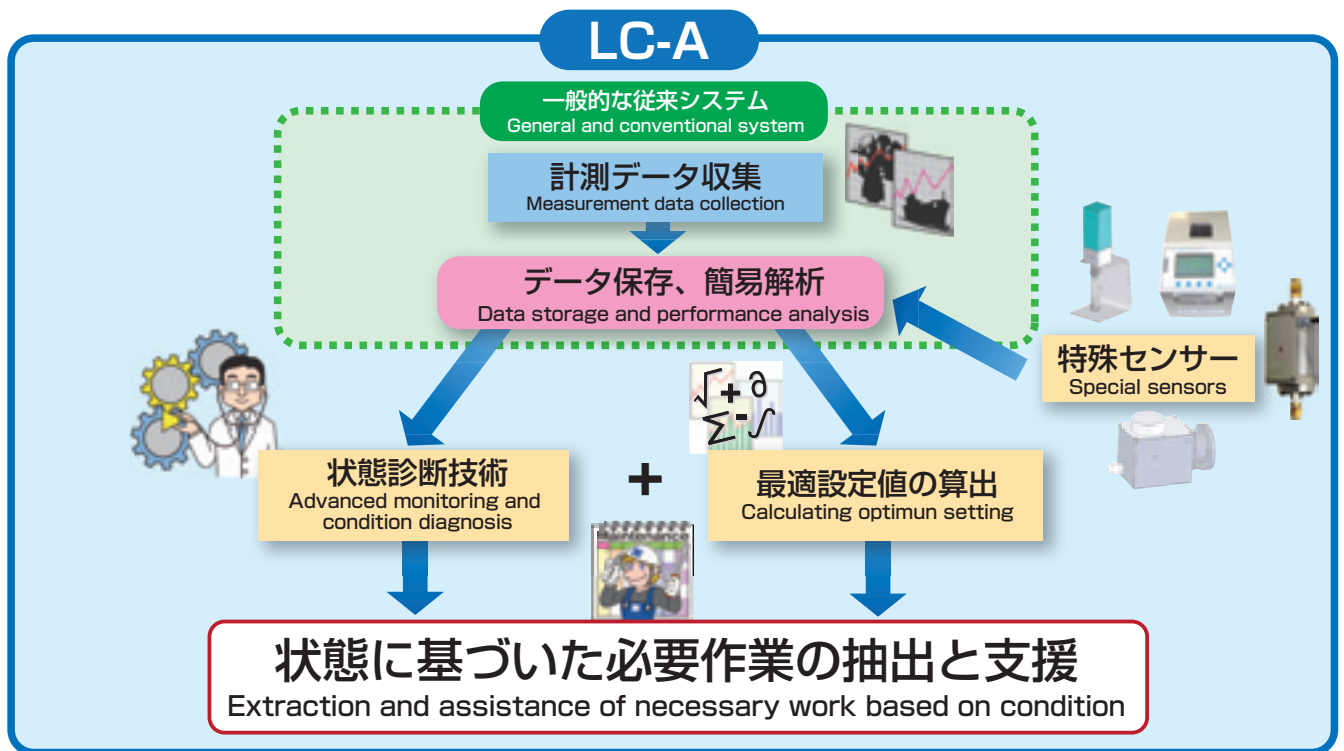 LC-A
一般的な従来システム
General and conventional system
計測データ収集
Measurement data collection
データ保存、簡易解析
Data storage and performance analysis
特殊センサー
Special sensors
√+∂
Σ-∫
状態診断技術
Advanced monitoring and
condition diagnosis
+
最適設定値の算出
Calculating optimun setting
Maintenance
状態に基づいた必要作業の抽出と支援
Extraction and assistance of necessary work based on condition